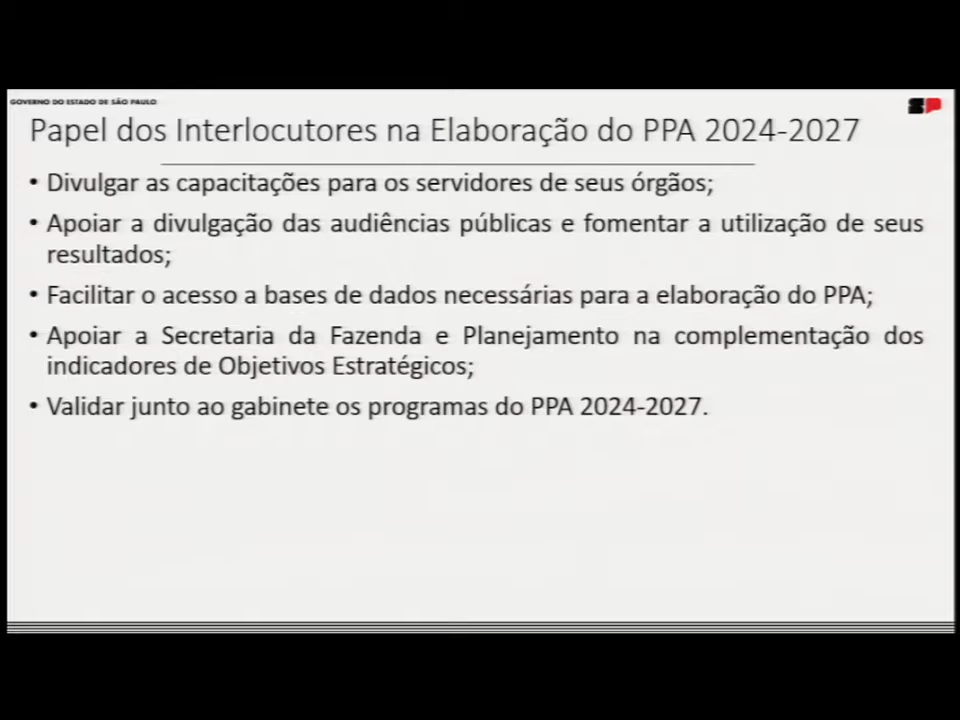 GOVERNO DO ESTADO DE SÃO PAULO
SP
Papel dos Interlocutores na Elaboração do PPA 2024-2027
• Divulgar as capacitações para os servidores de seus órgãos;
• Apoiar a divulgação das audiências públicas e fomentar a utilização de seus
resultados;
• Facilitar o acesso a bases de dados necessárias para a elaboração do PPA;
• Apoiar a Secretaria da Fazenda e Planejamento na complementação dos
indicadores de Objetivos Estratégicos;
• Validar junto ao gabinete os programas do PPA 2024-2027.